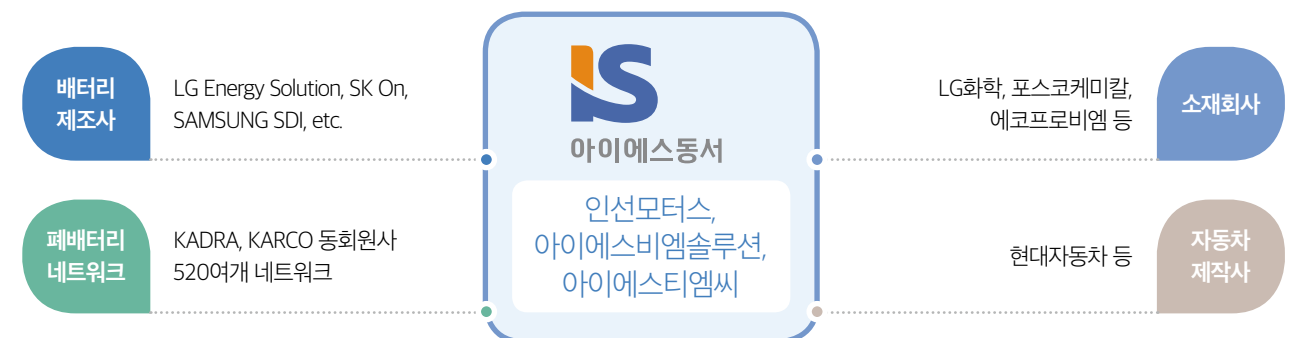 배터리
제조사
LG Energy Solution, SK On,
SAMSUNG SDI, etc.
폐배터리
네트워크
KADRA, KARCO 동회원사
520여개 네트워크
IS
아이에스동서
인선모터스,
아이에스비엠솔루션,
아이에스티엠씨
LG화학, 포스코케미칼,
에코프로비엠 등
소재회사
현대자동차 등
자동차
제작사